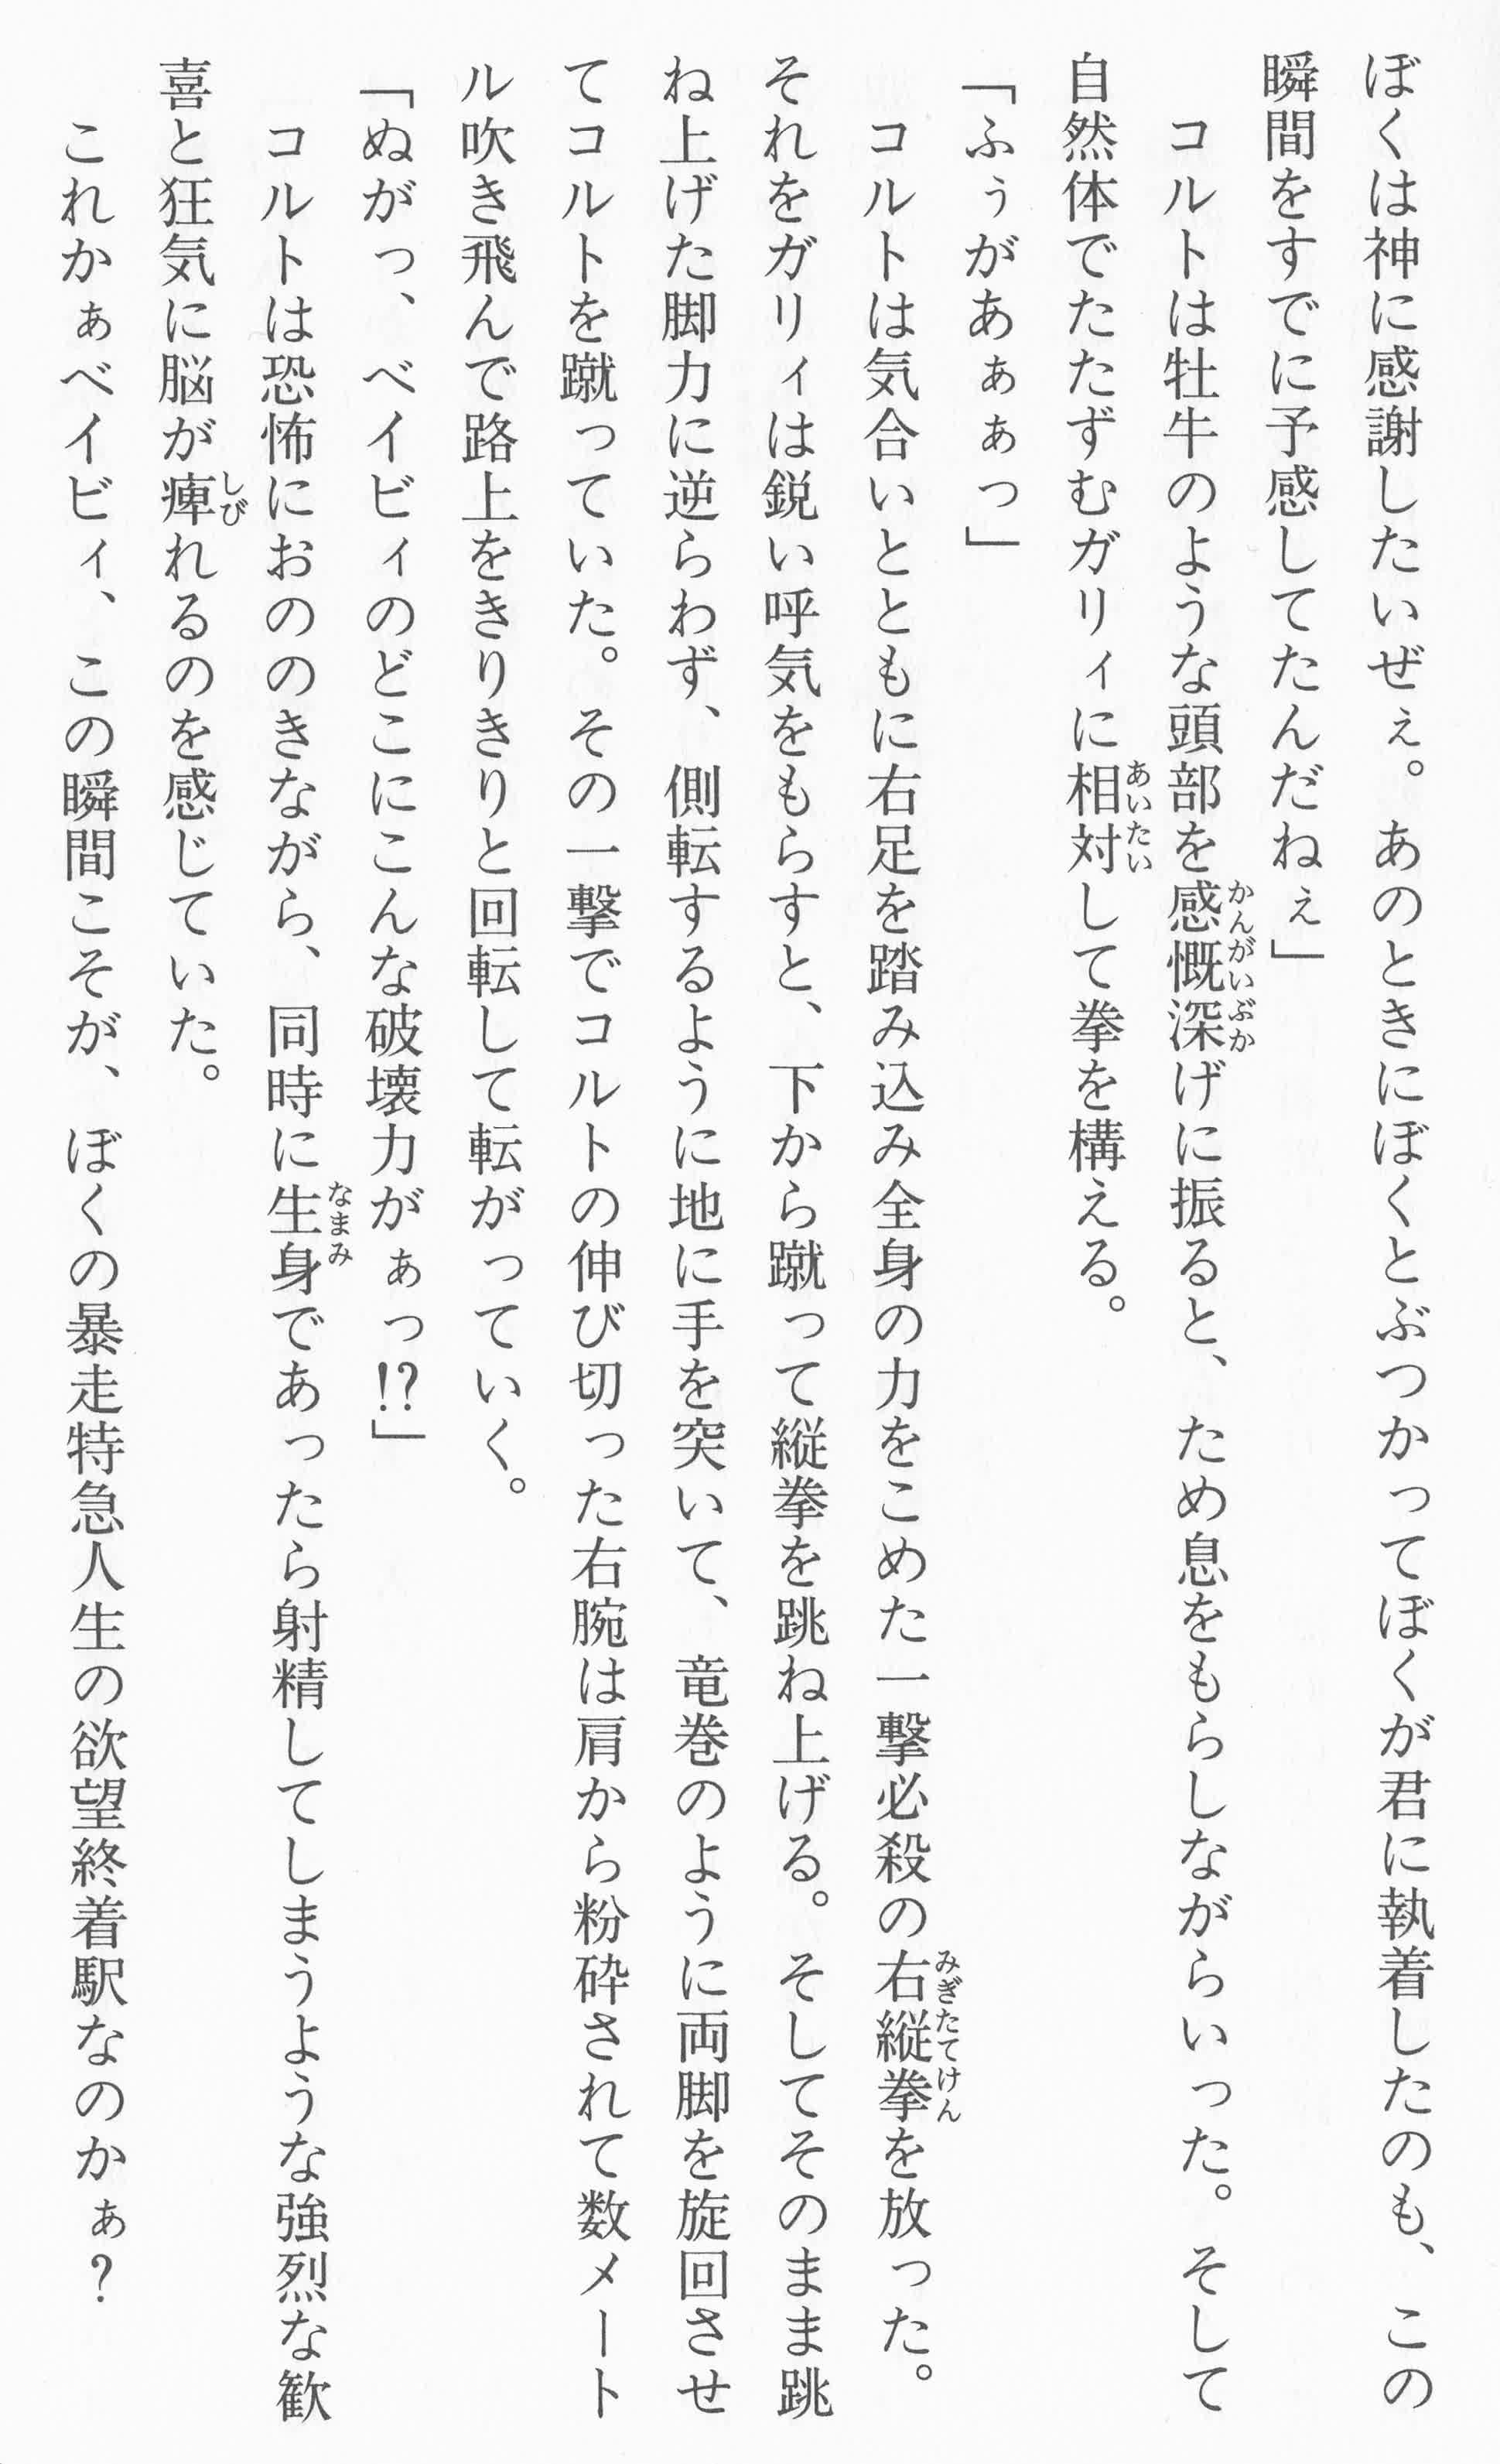 ぼくは神に感謝したいぜぇ。あのときにぼくとぶつかってぼくが君に執着したのも、この
瞬間をすでに予感してたんだねぇ」
　コルトは牡牛のような頭部を感慨深げに振ると、ため息をもらしながらいった。そして
自然体でたたずむガリィに相対して拳を構える。
「ふぅがあぁぁっ」
　コルトは気合いとともに右足を踏み込み全身の力をこめた一撃必殺の右縦拳を放った。
それをガリィは鋭い呼気をもらすと、下から蹴って縦拳を跳ね上げる。そしてそのまま跳
ね上げた脚力に逆らわず、側転するように地に手を突いて、竜巻のように両脚を旋回させ
てコルトを蹴っていた。その一撃でコルトの伸び切った右腕は肩から粉砕されて数メート
ル吹き飛んで路上をきりきりと回転して転がっていく。
「ぬがっ、ベイビィのどこにこんな破壊力がぁっ!?」
　コルトは恐怖におののきながら、同時に生身であったら射精してしまうような強烈な歓
喜と狂気に脳が痺れるのを感じていた。
　これかぁベイビィ、この瞬間こそが、ぼくの暴走特急人生の欲望終着駅なのかぁ？